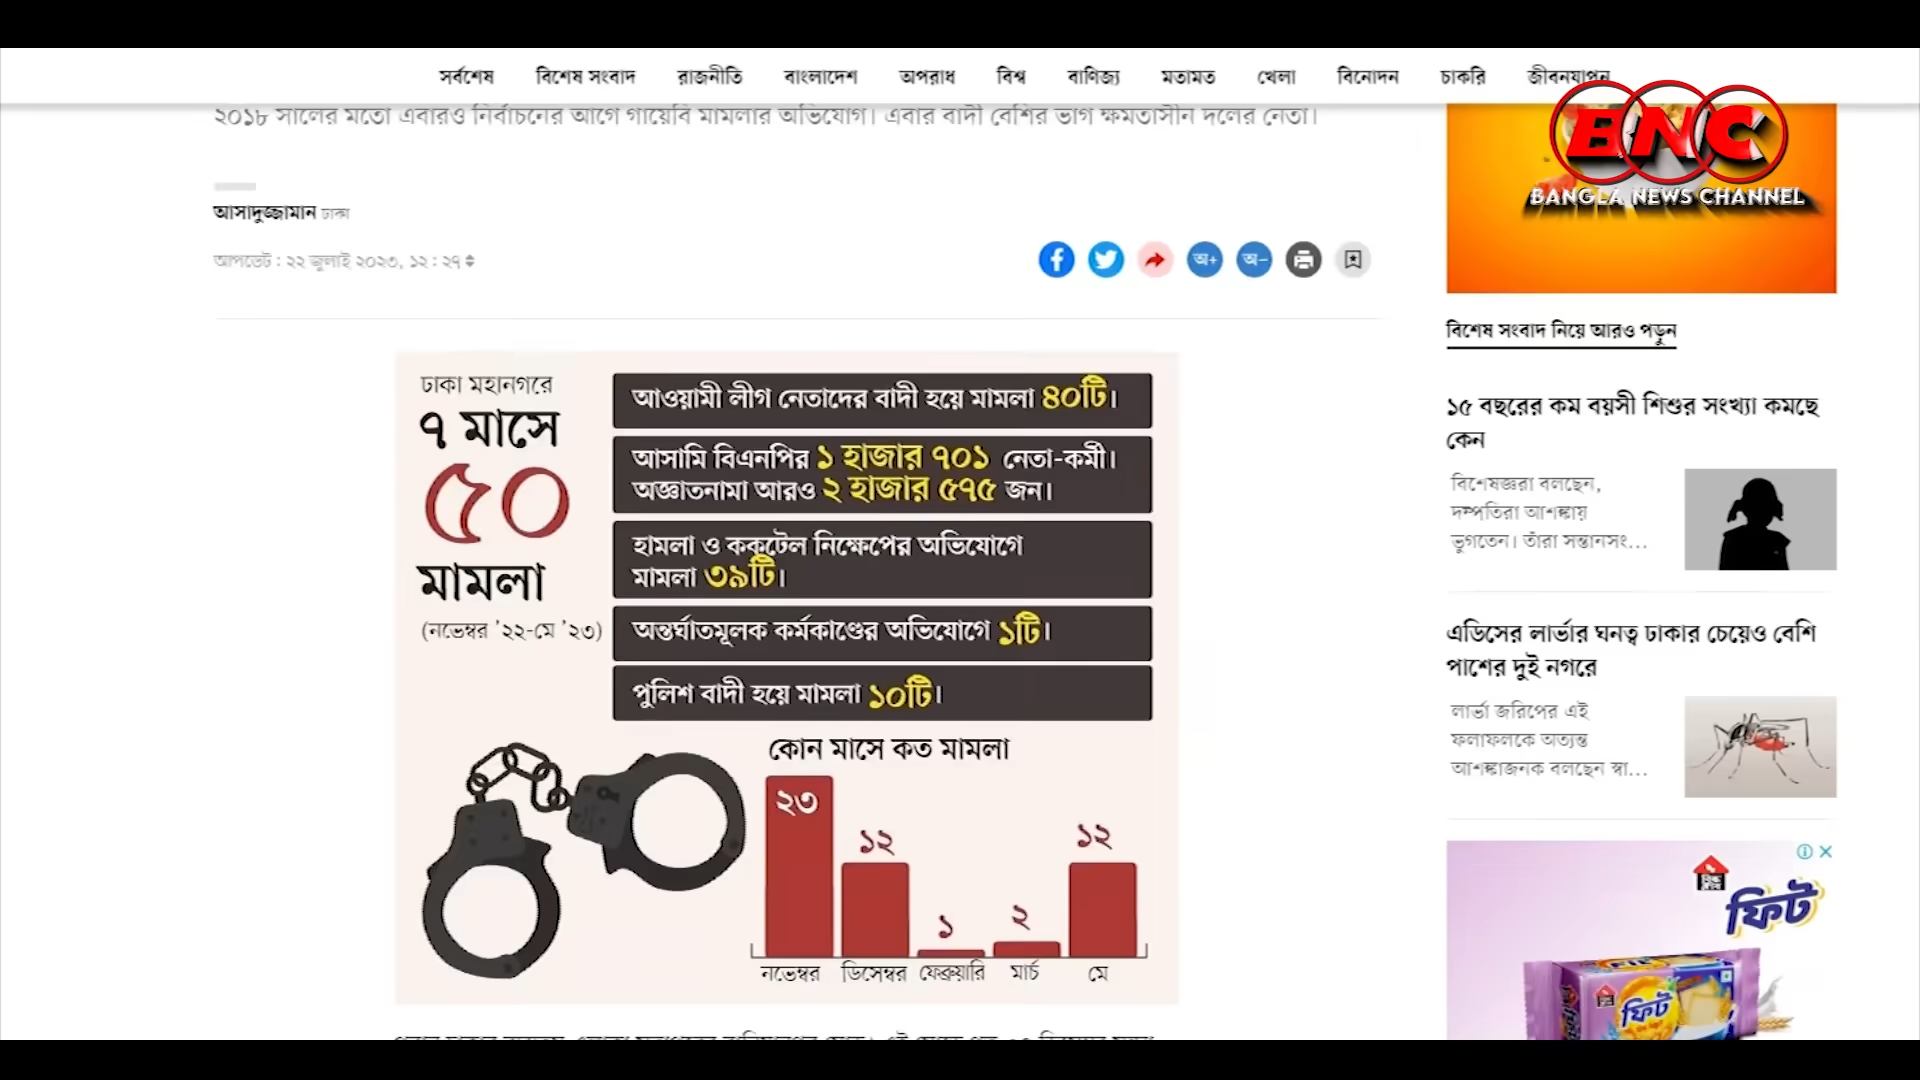 সর্বশেষ বিশেষ সংবাদ রাজনীতি বাংলাদেশ অপরাধ বিশ্ব বাণিজ্য মতামত খেলা বিনোদন চাকরি জীবনযাপন
BNC
BANGLA NEWS CHANNEL
২০১৮ সালের মতো এবারও নির্বাচনের আগে গায়েবি মামলার অভিযোগ। এবার বাদী বেশির ভাগ ক্ষমতাসীন দলের নেতা।
আসাদুজ্জামান ঢাকা
আপডেট : ২২ জুলাই ২০২৩, ১২ : ২৭
অ+ অ−
ঢাকা মহানগরে
৭ মাসে
৫০
মামলা
(নভেম্বর ’২২-মে ’২৩)
আওয়ামী লীগ নেতাদের বাদী হয়ে মামলা ৪০টি।
আসামি বিএনপির ১ হাজার ৭০১ নেতা-কর্মী।
অজ্ঞাতনামা আরও ২ হাজার ৫৭৫ জন।
হামলা ও ককটেল নিক্ষেপের অভিযোগে
মামলা ৩৯টি।
অন্তর্ঘাতমূলক কর্মকাণ্ডের অভিযোগে ১টি।
পুলিশ বাদী হয়ে মামলা ১০টি।
কোন মাসে কত মামলা
২৩ ১২ ১ ২ ১২
নভেম্বর ডিসেম্বর ফেব্রুয়ারি মার্চ মে
বিশেষ সংবাদ নিয়ে আরও পড়ুন
১৫ বছরের কম বয়সী শিশুর সংখ্যা কমছে
কেন
বিশেষজ্ঞরা বলছেন,
দম্পতিরা আশঙ্কায়
ভুগতেন। তাঁরা সন্তানসং...
এডিসের লার্ভার ঘনত্ব ঢাকার চেয়েও বেশি
পাশের দুই নগরে
লার্ভা জরিপের এই
ফলাফলকে অত্যন্ত
আশঙ্কাজনক বলছেন স্বা...
ফিট
ফিট